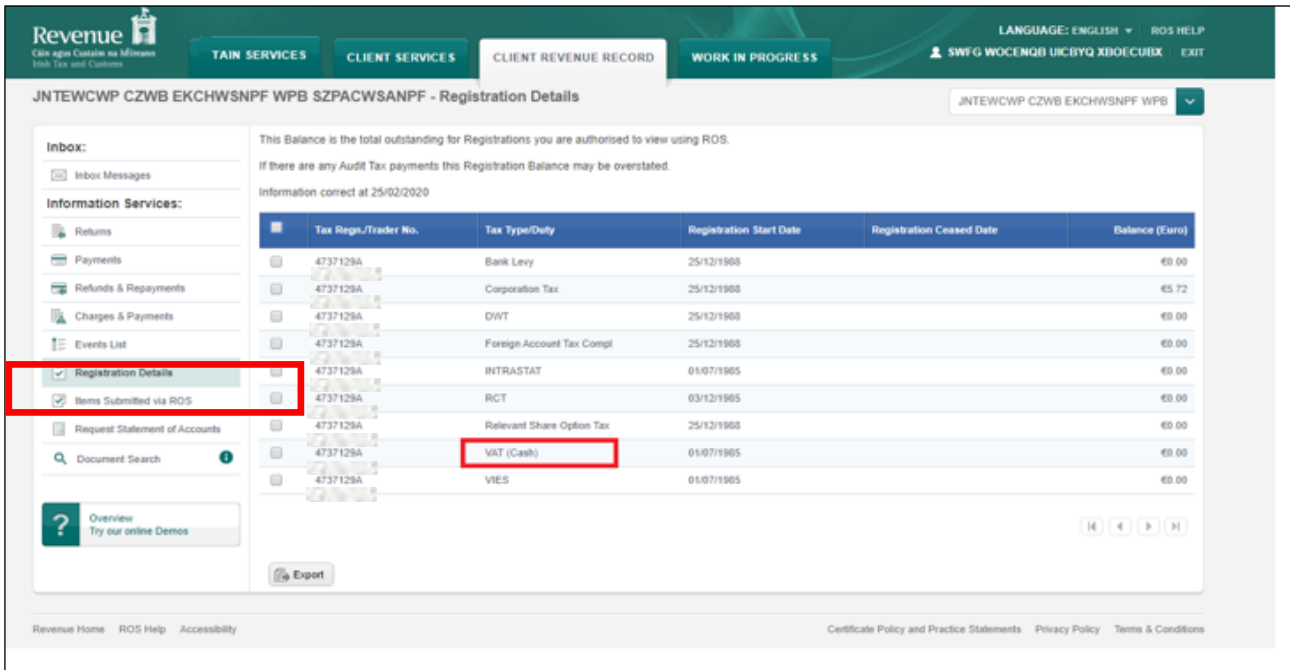 Revenue
Cáin agus Custaim na hÉireann
Irish Tax and Customs
TAIN SERVICES
CLIENT SERVICES
CLIENT REVENUE RECORD
WORK IN PROGRESS
LANGUAGE: ENGLISH ROS HELP
SWFG WOCENQB UICBYQ XBOECUBX EXIT
JNTEWCWP CZWB EKCHWSNPF WPB SZPACWSANPF - Registration Details
JNTEWCWP CZWB EKCHWSNPF WPB
Inbox:
Inbox Messages
Information Services:
Returns
Payments
Refunds & Repayments
Charges & Payments
Events List
Registration Details
Items Submitted via ROS
Request Statement of Accounts
Document Search
Overview
Try our online Demos
This Balance is the total outstanding for Registrations you are authorised to view using ROS.
If there are any Audit Tax payments this Registration Balance may be overstated.
Information correct at 25/02/2020
Tax Regn./Trader No. Tax Type/Duty Registration Start Date Registration Ceased Date Balance (Euro)
4737129A Bank Levy 25/12/1988 €0.00
4737129A Corporation Tax 25/12/1988 €5.72
4737129A DWT 25/12/1988 €0.00
4737129A Foreign Account Tax Compl 25/12/1988 €0.00
4737129A INTRASTAT 01/07/1985 €0.00
4737129A RCT 03/12/1985 €0.00
4737129A Relevant Share Option Tax 25/12/1988 €0.00
4737129A VAT (Cash) 01/07/1985 €0.00
4737129A VIES 01/07/1985 €0.00
Export
Revenue Home ROS Help Accessibility
Certificate Policy and Practice Statements Privacy Policy Terms & Conditions